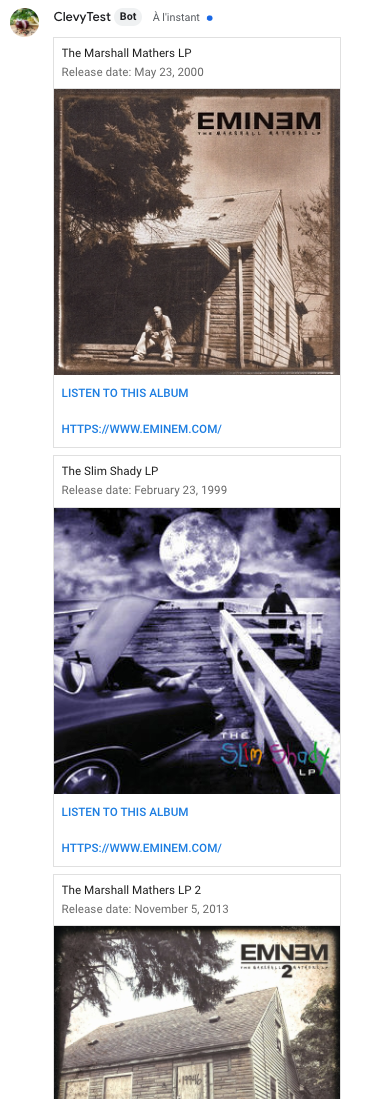 ClevyTest Bot À l'instant
The Marshall Mathers LP
Release date: May 23, 2000
EMINƎM
THE MARSHALL MATHERS LP
LISTEN TO THIS ALBUM
HTTPS://WWW.EMINEM.COM/
The Slim Shady LP
Release date: February 23, 1999
THE
Slim Shady
LP
LISTEN TO THIS ALBUM
HTTPS://WWW.EMINEM.COM/
The Marshall Mathers LP 2
Release date: November 5, 2013
EMINƎM
THE MARSHALL MATHERS LP
2
19946